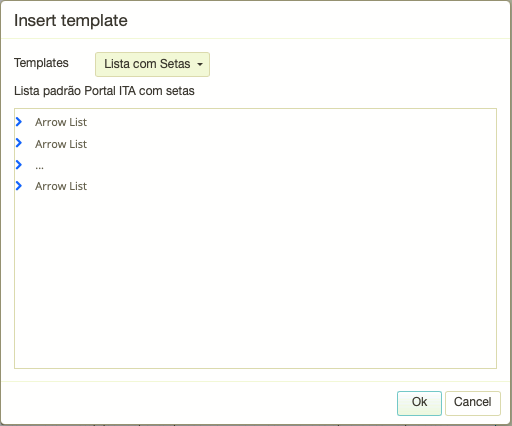 Insert template
Templates
Lista com Setas
Lista padrão Portal ITA com setas
Arrow List
Arrow List
...
Arrow List
Ok
Cancel